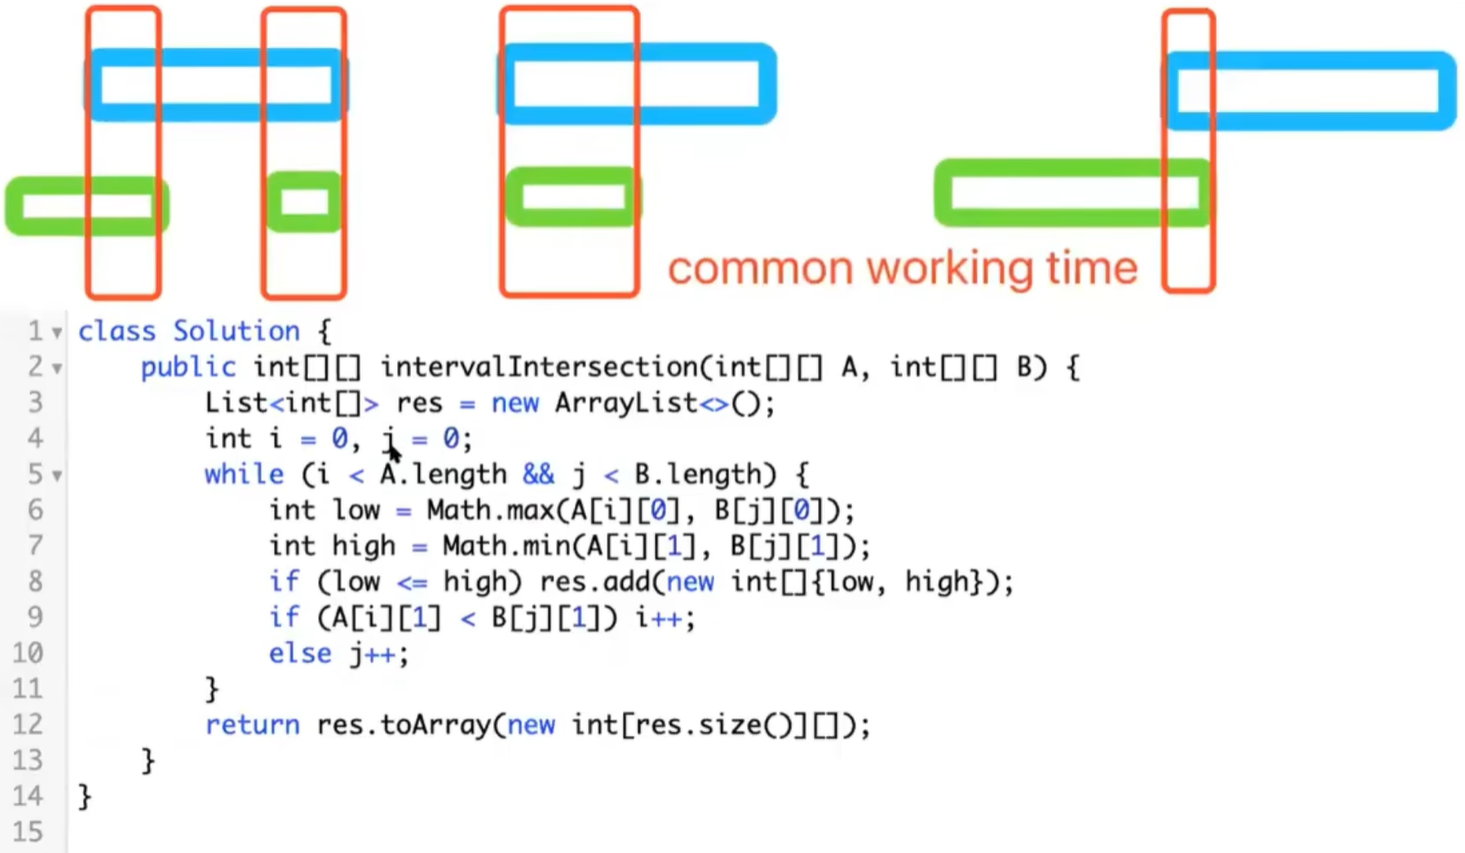 common working time
1 class Solution {
2 public int[][] intervalIntersection(int[][] A, int[][] B) {
3 List<int[]> res = new ArrayList<>();
4 int i = 0, j = 0;
5 while (i < A.length && j < B.length) {
6 int low = Math.max(A[i][0], B[j][0]);
7 int high = Math.min(A[i][1], B[j][1]);
8 if (low <= high) res.add(new int[]{low, high});
9 if (A[i][1] < B[j][1]) i++;
10 else j++;
11 }
12 return res.toArray(new int[res.size()][]);
13 }
14 }
15